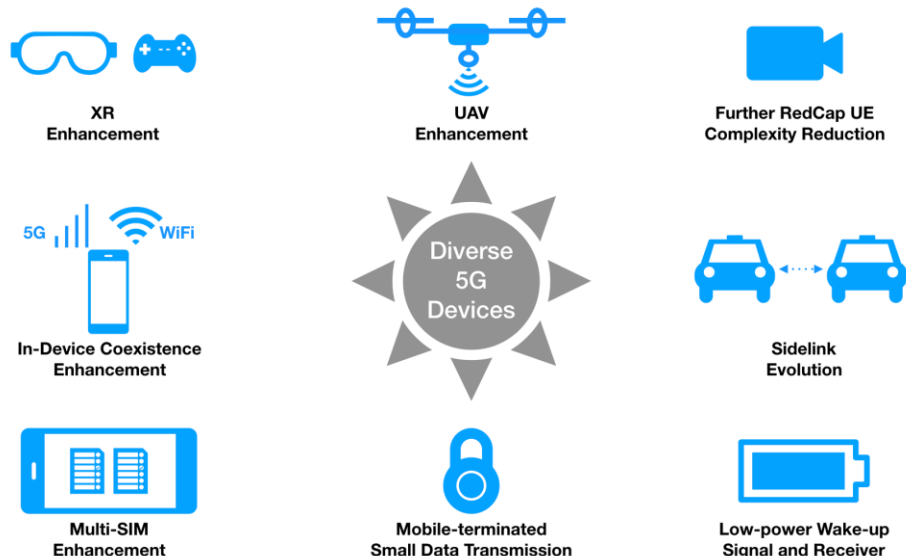 XR
Enhancement
UAV
Enhancement
Further RedCap UE
Complexity Reduction
5G
WiFi
In-Device Coexistence
Enhancement
Diverse
5G
Devices
Sidelink
Evolution
Multi-SIM
Enhancement
Mobile-terminated
Small Data Transmission
Low-power Wake-up
Signal and Receiver